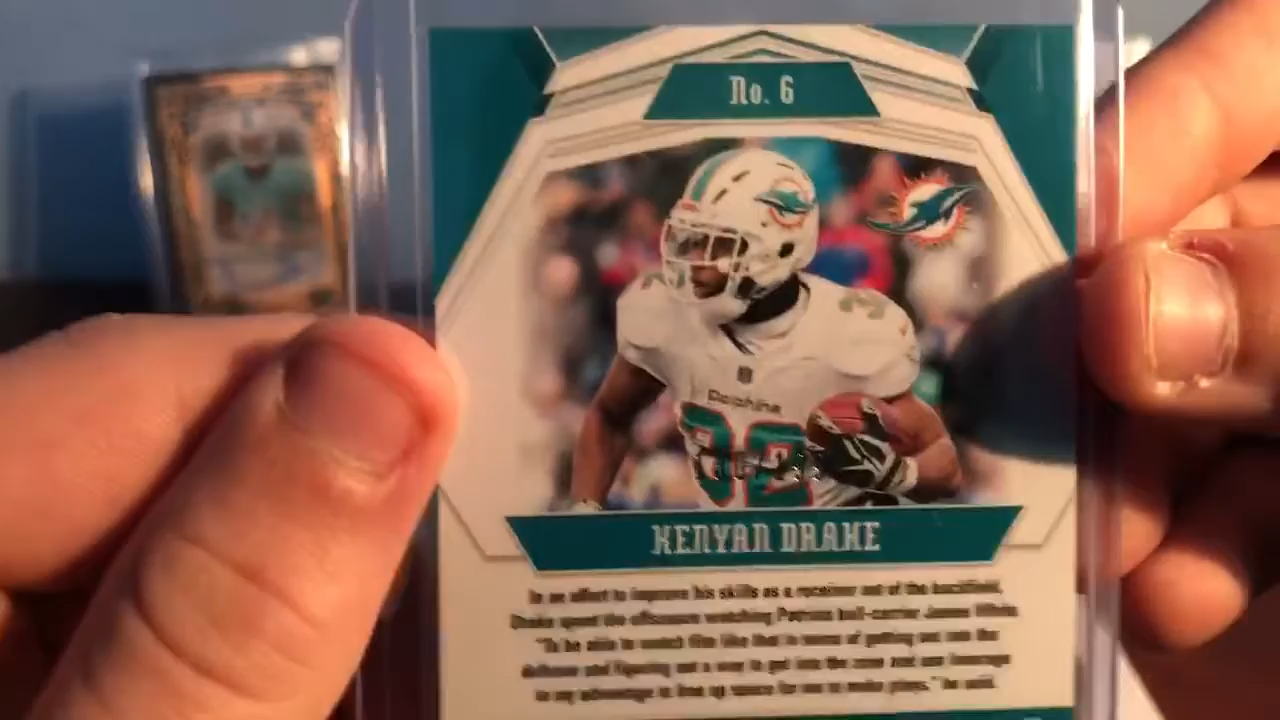 No. 6
32
Dolphins
32
KENYAN DRAKE
In an effort to improve his skills as a receiver out of the backfield,
Drake spent the offseason watching Patriots ball-carrier James White.
"To be able to watch film like that in terms of getting out into the
defense and figuring out a way to get into the zone and use leverage
to my advantage to free up space for me to make plays," he said.